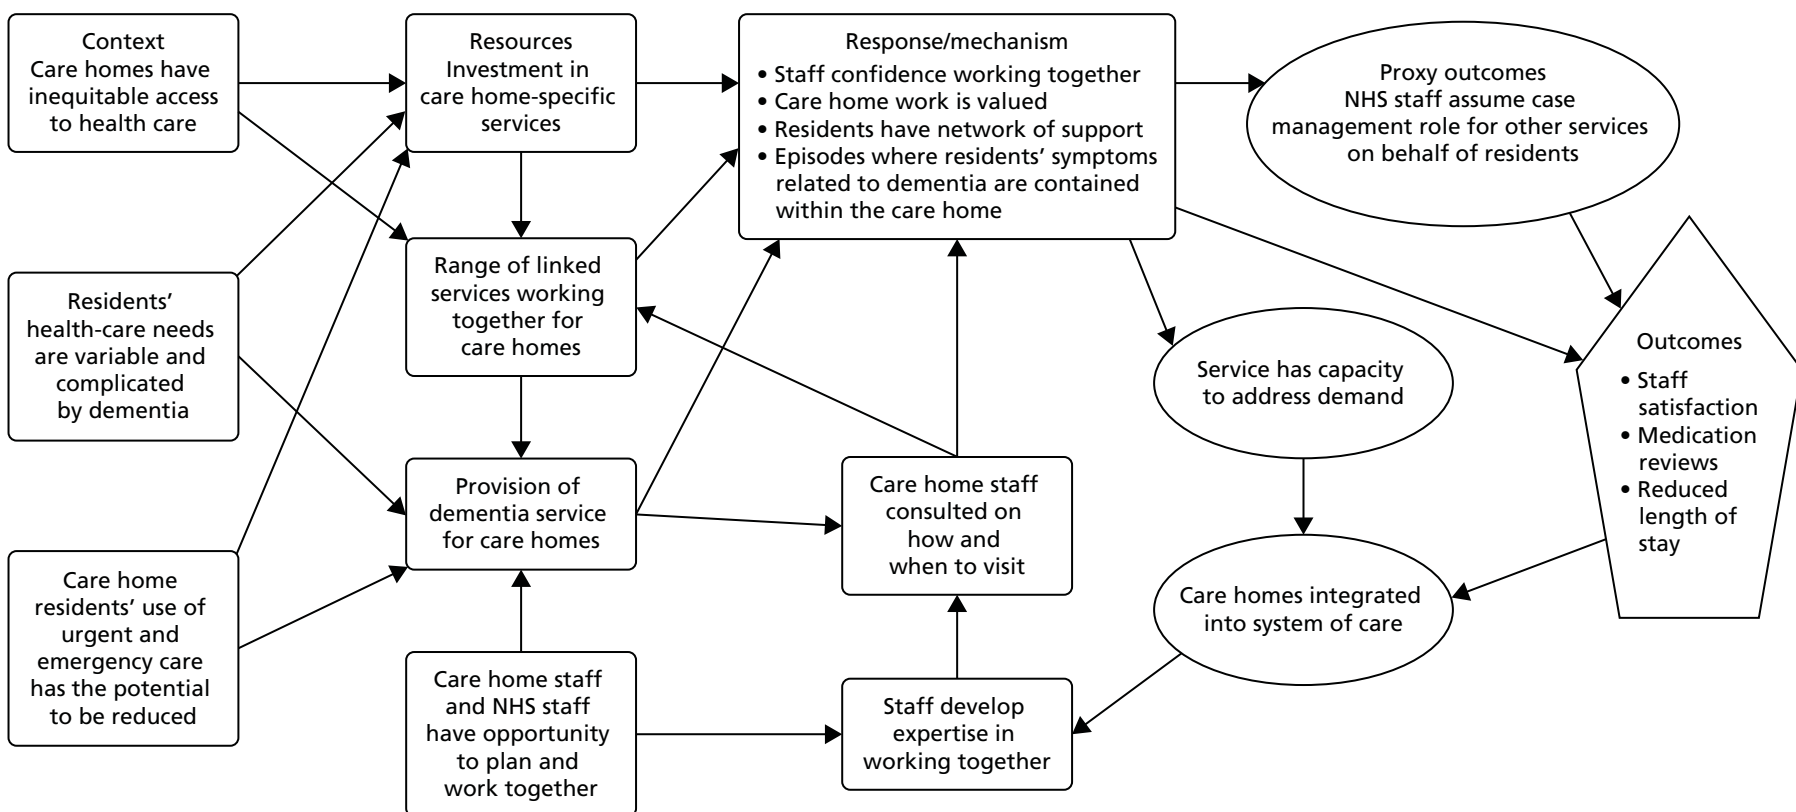 Context
Care homes have
inequitable access
to health care
Residents’
health-care needs
are variable and
complicated
by dementia
Care home
residents’ use of
urgent and
emergency care
has the potential
to be reduced
Resources
Investment in
care home-specific
services
Range of linked
services working
together for
care homes
Provision of
dementia service
for care homes
Care home staff
and NHS staff
have opportunity
to plan and
work together
Response/mechanism
• Staff confidence working together
• Care home work is valued
• Residents have network of support
• Episodes where residents’ symptoms
related to dementia are contained
within the care home
Care home staff
consulted on
how and
when to visit
Staff develop
expertise in
working together
Proxy outcomes
NHS staff assume case
management role for other services
on behalf of residents
Service has capacity
to address demand
Care homes integrated
into system of care
Outcomes
• Staff
satisfaction
• Medication
reviews
• Reduced
length of
stay